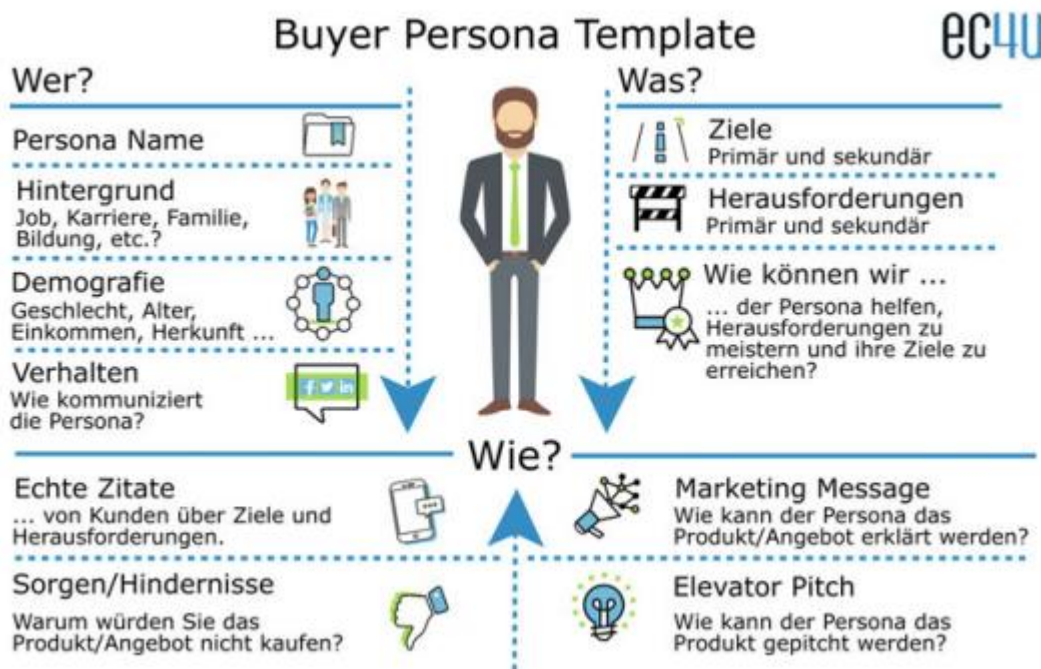 Buyer Persona Template
ec4u
Wer?
Persona Name
Hintergrund
Job, Karriere, Familie,
Bildung, etc.?
Demografie
Geschlecht, Alter,
Einkommen, Herkunft ...
Verhalten
Wie kommuniziert
die Persona?
Was?
Ziele
Primär und sekundär
Herausforderungen
Primär und sekundär
Wie können wir ...
... der Persona helfen,
Herausforderungen zu
meistern und ihre Ziele zu
erreichen?
Wie?
Echte Zitate
... von Kunden über Ziele und
Herausforderungen.
Sorgen/Hindernisse
Warum würden Sie das
Produkt/Angebot nicht kaufen?
Marketing Message
Wie kann der Persona das
Produkt/Angebot erklärt werden?
Elevator Pitch
Wie kann der Persona das
Produkt gepitcht werden?